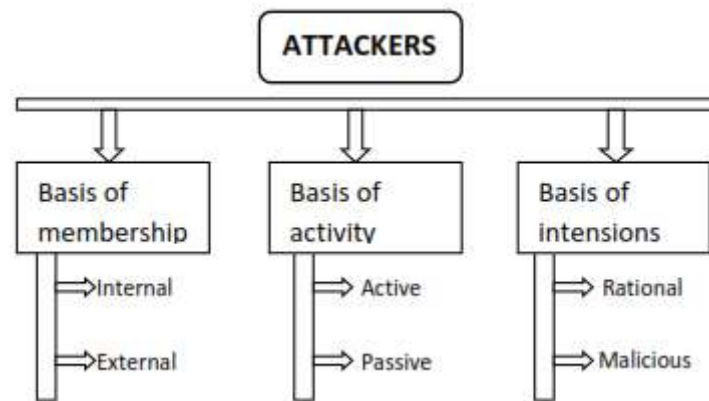 ATTACKERS
Basis of
membership
Internal
External
Basis of
activity
Active
Passive
Basis of
intensions
Rational
Malicious